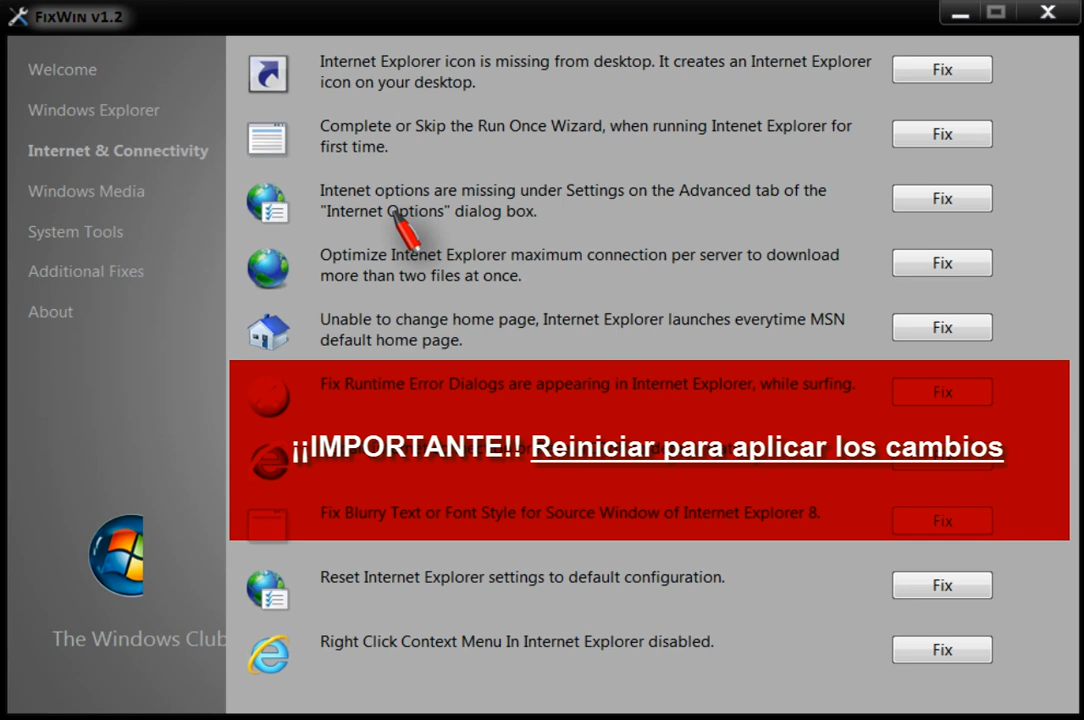 FixWin v1.2
Welcome
Windows Explorer
Internet & Connectivity
Windows Media
System Tools
Additional Fixes
About
The Windows Club
Internet Explorer icon is missing from desktop. It creates an Internet Explorer
icon on your desktop.
Fix
Complete or Skip the Run Once Wizard, when running Intenet Explorer for
first time.
Fix
Intenet options are missing under Settings on the Advanced tab of the
"Internet Options" dialog box.
Fix
Optimize Intenet Explorer maximum connection per server to download
more than two files at once.
Fix
Unable to change home page, Internet Explorer launches everytime MSN
default home page.
Fix
Fix Runtime Error Dialogs are appearing in Internet Explorer, while surfing.
Fix
¡¡IMPORTANTE!! Reiniciar para aplicar los cambios
Fix Blurry Text or Font Style for Source Window of Internet Explorer 8.
Fix
Reset Internet Explorer settings to default configuration.
Fix
Right Click Context Menu In Internet Explorer disabled.
Fix